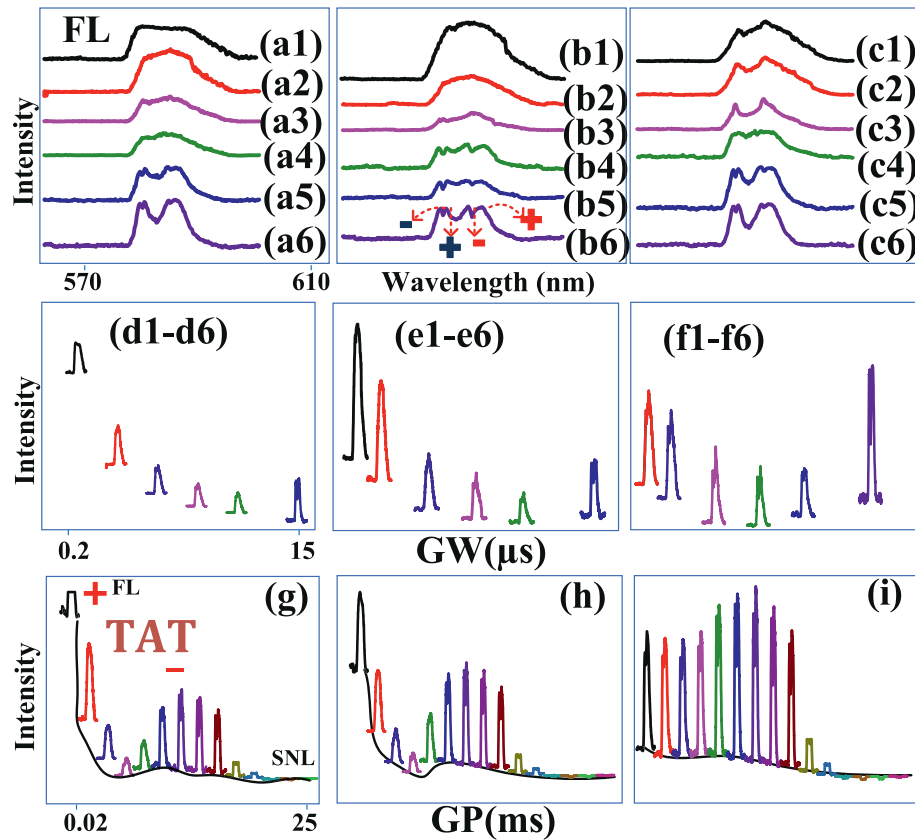 FL
(a1)
(a2)
(a3)
(a4)
(a5)
(a6)
(b1)
(b2)
(b3)
(b4)
(b5)
(b6)
- + - +
(c1)
(c2)
(c3)
(c4)
(c5)
(c6)
Intensity
570 610
Wavelength (nm)
(d1-d6) (e1-e6) (f1-f6)
Intensity
0.2 15
GW(μs)
+ FL
TAT
-
(g) (h) (i)
SNL
Intensity
0.02 25
GP(ms)